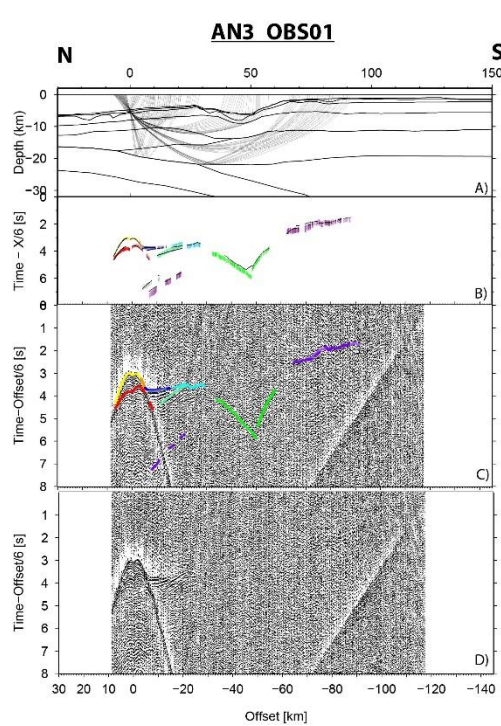 AN3 OBS01
N S
0 50 100 150
Depth (km)
0
−10
−20
−30
A)
Time − X/6 [s]
0
2
4
6
8
B)
Time−Offset/6 [s]
0
1
2
3
4
5
6
7
8
C)
Time−Offset/6 [s]
1
2
3
4
5
6
7
8
D)
30 20 10 0 −20 −40 −60 −80 −100 −120 −140
Offset [km]